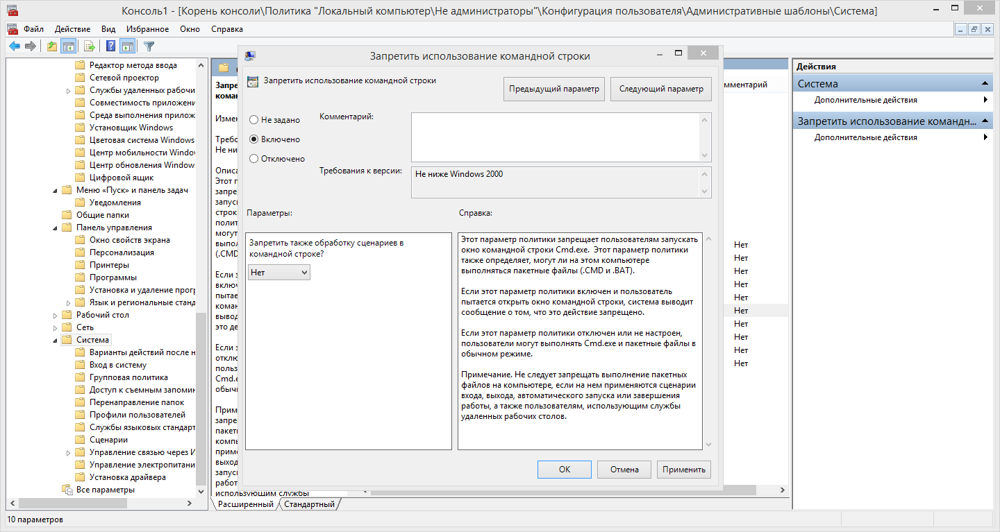 Консоль1 - [Корень консоли\Политика "Локальный компьютер\Не администраторы"\Конфигурация пользователя\Административные шаблоны\Система]
Файл Действие Вид Избранное Окно Справка
Редактор метода ввода
Сетевой проектор
Службы удаленных рабочи
Совместимость приложени
Среда выполнения прилож
Установщик Windows
Цветовая система Windows
Центр мобильности Windo
Центр обновления Window
Цифровой ящик
Меню «Пуск» и панель задач
Уведомления
Общие папки
Панель управления
Окно свойств экрана
Персонализация
Принтеры
Программы
Установка и удаление прог
Язык и региональные станд
Рабочий стол
Сеть
Система
Варианты действий после н
Вход в систему
Групповая политика
Доступ к съемным запомин
Перенаправление папок
Профили пользователей
Службы языковых стандарт
Сценарии
Управление связью через И
Управление электропитани
Установка драйвера
Все параметры
Запре
кома
Измен
Требо
Не ни
Описа
Этот п
запре
запус
строк
полит
могут
выпол
(.CMD
Если э
включ
пытае
коман
вывод
это де
Если э
отклю
польз
Cmd.e
обычн
Прим
запре
пакет
компь
приме
выход
запус
работ
использующим службы
Расширенный Стандартный
Запретить использование командной строки
Запретить использование командной строки
Предыдущий параметр Следующий параметр
Не задано
Включено
Отключено
Комментарий:
Требования к версии:
Не ниже Windows 2000
Параметры:
Справка:
Запретить также обработку сценариев в
командной строке?
Нет
Этот параметр политики запрещает пользователям запускать
окно командной строки Cmd.exe. Этот параметр политики
также определяет, могут ли на этом компьютере
выполняться пакетные файлы (.CMD и .BAT).
Если этот параметр политики включен и пользователь
пытается открыть окно командной строки, система выводит
сообщение о том, что это действие запрещено.
Если этот параметр политики отключен или не настроен,
пользователи могут выполнять Cmd.exe и пакетные файлы в
обычном режиме.
Примечание. Не следует запрещать выполнение пакетных
файлов на компьютере, если на нем применяются сценарии
входа, выхода, автоматического запуска или завершения
работы, а также пользователям, использующим службы
удаленных рабочих столов.
ОК Отмена Применить
мментарий
Нет
Нет
Нет
Нет
Нет
Нет
Нет
Нет
Нет
Нет
Действия
Система
Дополнительные действия
Запретить использование командн...
Дополнительные действия
10 параметров